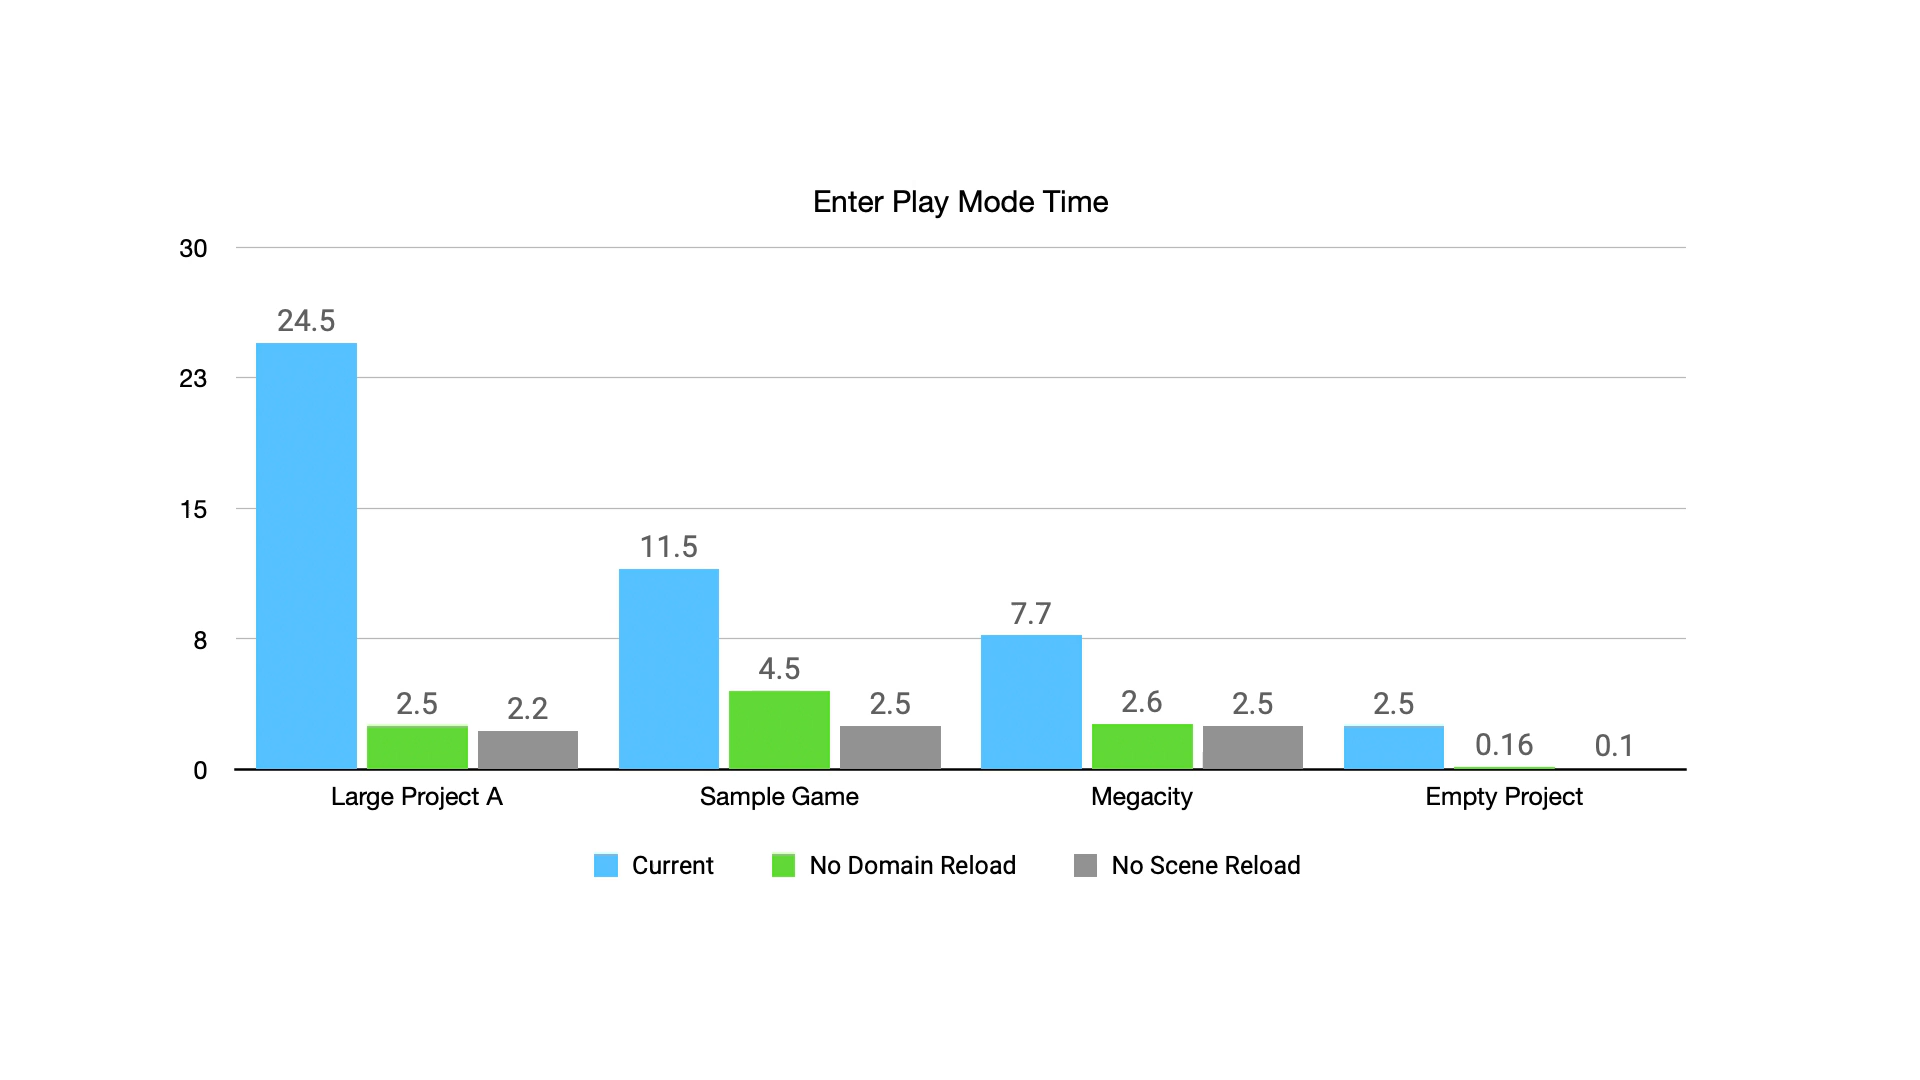 Enter Play Mode Time
30
24.5
23
15
11.5
7.7
8
4.5
2.5
2.2
2.5
2.6
2.5
2.5
0.16
0.1
0
Large Project A
Sample Game
Megacity
Empty Project
Current
No Domain Reload
No Scene Reload